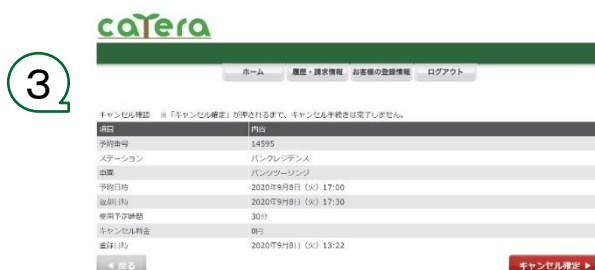 caTera
ホーム 履歴・請求情報 お客様の登録情報 ログアウト
3
キャンセル確認 ※「キャンセル確定」が押されるまで、キャンセル手続きは完了しません。
項目 内容
予約番号 14595
ステーション パンクレジデンス
車両
予約日時 2020年9月8日（火）17:00
返却日時 2020年9月8日（火）17:30
使用予定時間 30分
キャンセル料金 0円
登録日時 2020年9月8日（火）13:22
◀ 戻る キャンセル確定 ▶